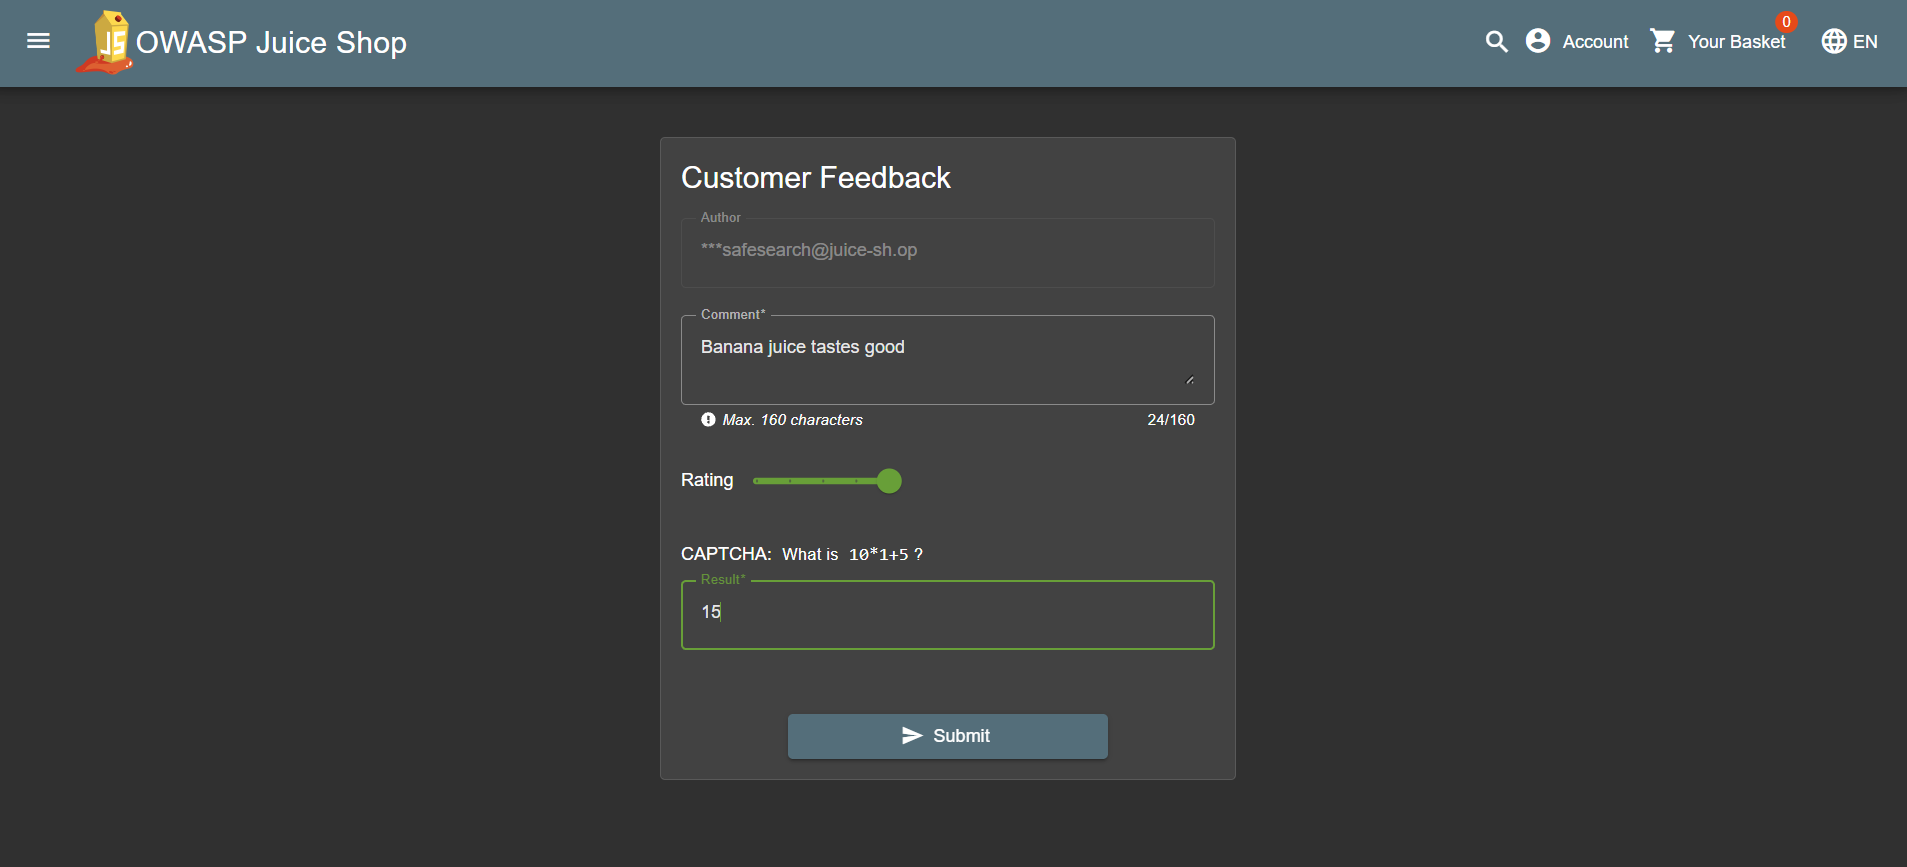 JS OWASP Juice Shop
Account
0
Your Basket
EN
Customer Feedback
Author
***safesearch@juice-sh.op
Comment*
Banana juice tastes good
Max. 160 characters 24/160
Rating
CAPTCHA: What is 10*1+5 ?
Result*
15
Submit